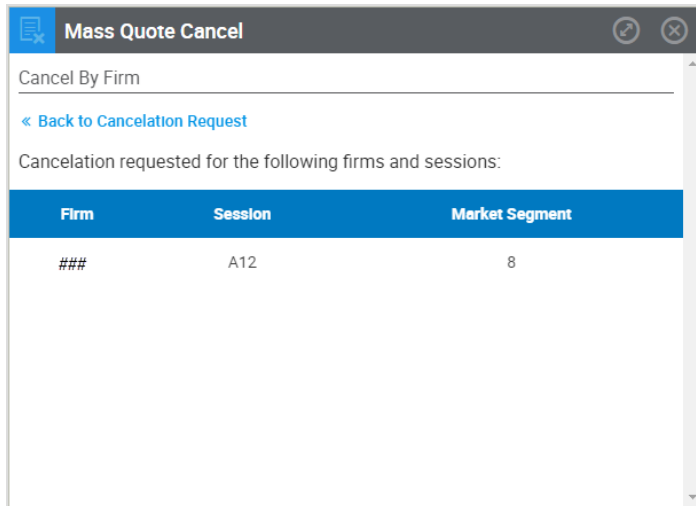 Mass Quote Cancel
Cancel By Firm
« Back to Cancelation Request
Cancelation requested for the following firms and sessions:
Firm Session Market Segment
### A12 8